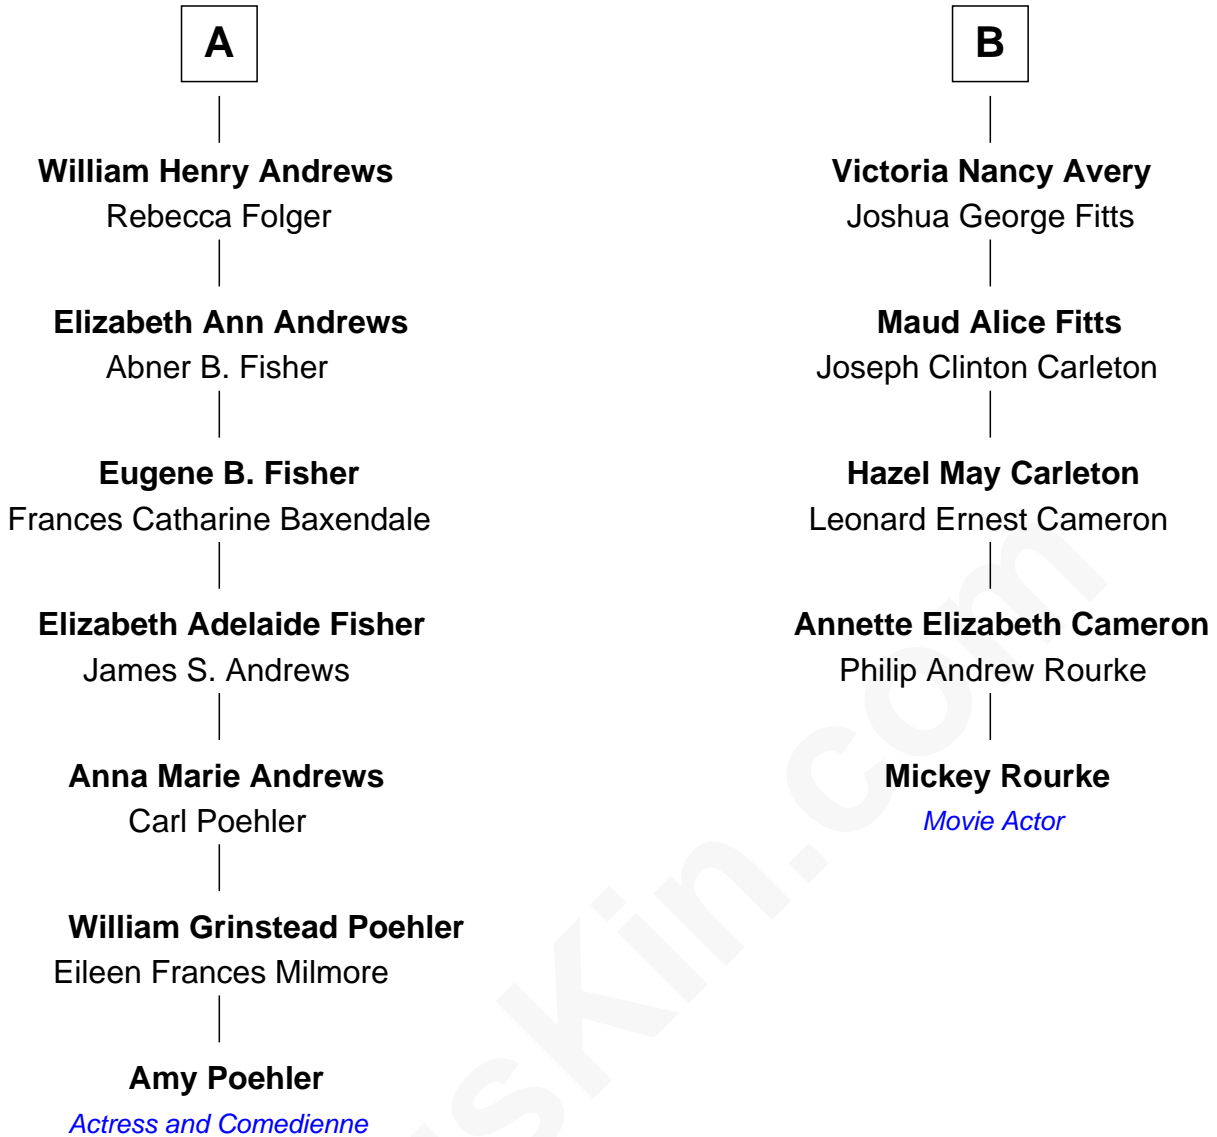 A
William Henry Andrews
Rebecca Folger
Elizabeth Ann Andrews
Abner B. Fisher
Eugene B. Fisher
Frances Catharine Baxendale
Elizabeth Adelaide Fisher
James S. Andrews
Anna Marie Andrews
Carl Poehler
William Grinstead Poehler
Eileen Frances Milmore
Amy Poehler
Actress and Comedienne
B
Victoria Nancy Avery
Joshua George Fitts
Maud Alice Fitts
Joseph Clinton Carleton
Hazel May Carleton
Leonard Ernest Cameron
Annette Elizabeth Cameron
Philip Andrew Rourke
Mickey Rourke
Movie Actor
usKin.com